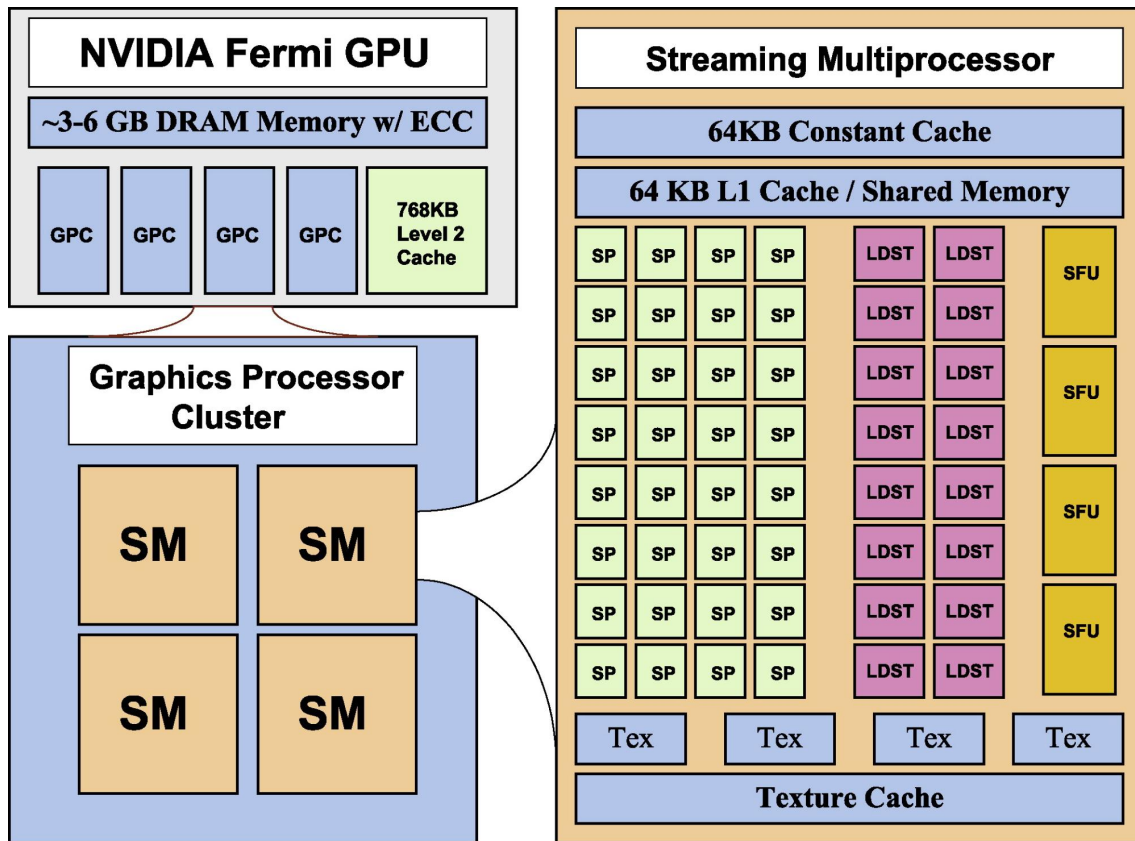 NVIDIA Fermi GPU
~3-6 GB DRAM Memory w/ ECC
GPC GPC GPC GPC
768KB
Level 2
Cache
Graphics Processor
Cluster
SM SM
SM SM
Streaming Multiprocessor
64KB Constant Cache
64 KB L1 Cache / Shared Memory
SP SP SP SP LDST LDST SFU
SP SP SP SP LDST LDST
SP SP SP SP LDST LDST SFU
SP SP SP SP LDST LDST
SP SP SP SP LDST LDST SFU
SP SP SP SP LDST LDST
SP SP SP SP LDST LDST SFU
SP SP SP SP LDST LDST
Tex Tex Tex Tex
Texture Cache